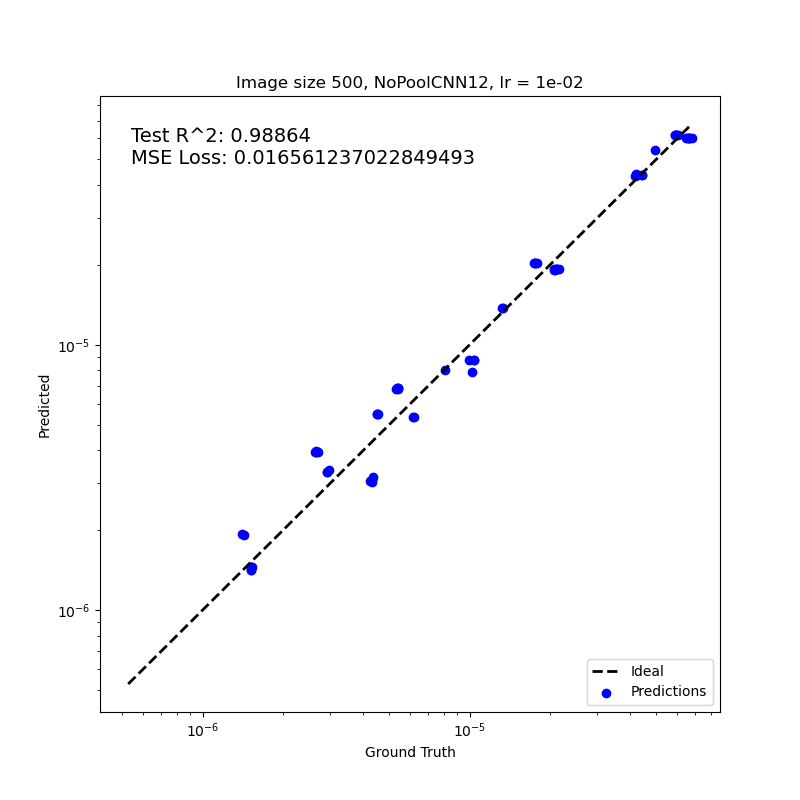 Image size 500, NoPoolCNN12, lr = 1e-02
Test R^2: 0.98864
MSE Loss: 0.016561237022849493
Predicted
10⁻⁵
10⁻⁶
Ideal
Predictions
10⁻⁶
10⁻⁵
Ground Truth